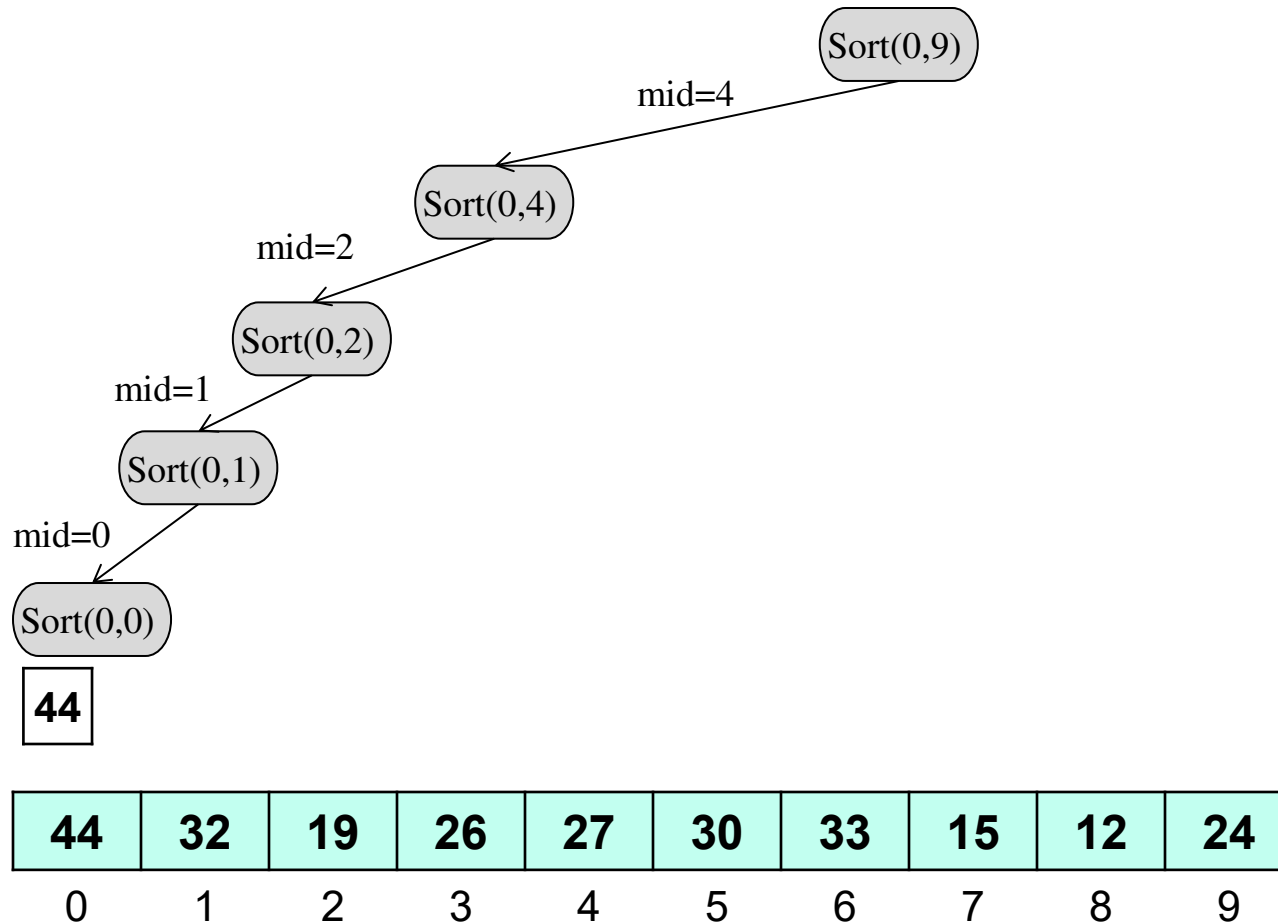 Sort(0,9)
mid=4
Sort(0,4)
mid=2
Sort(0,2)
mid=1
Sort(0,1)
mid=0
Sort(0,0)
44
44 32 19 26 27 30 33 15 12 24
0 1 2 3 4 5 6 7 8 9